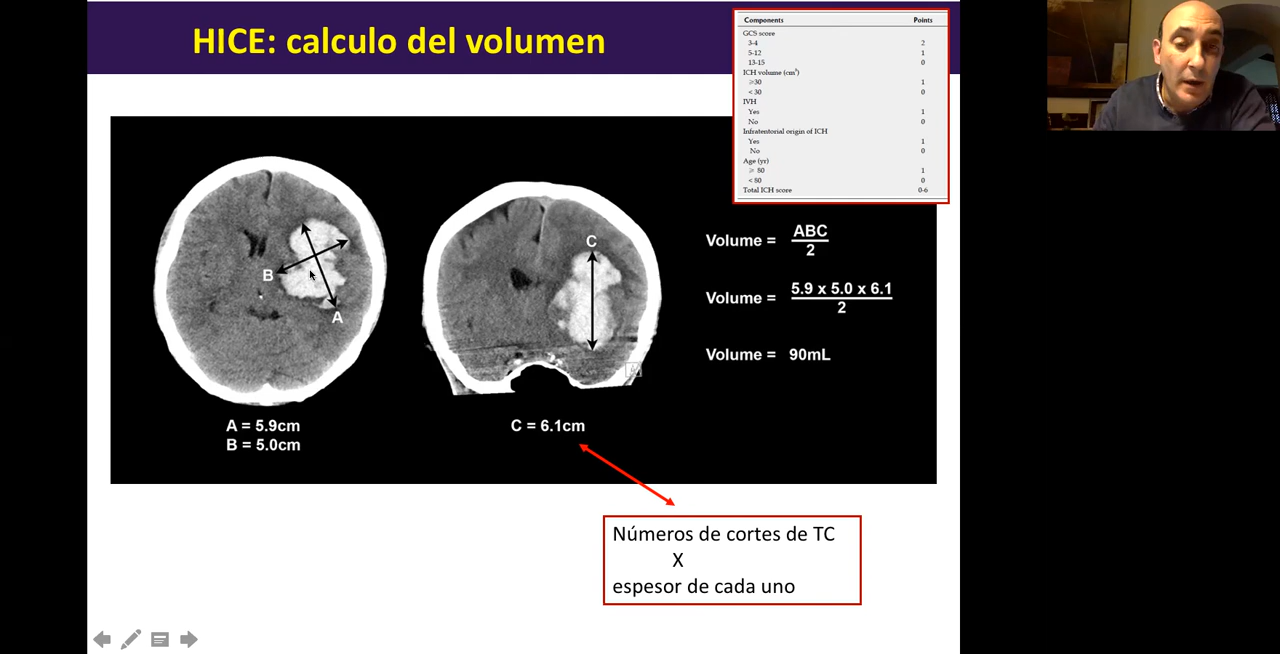 HICE: calculo del volumen
Components Points
GCS score
3-4 2
5-12 1
13-15 0
ICH volume (cm³)
≥30 1
< 30 0
IVH
Yes 1
No 0
Infratentorial origin of ICH
Yes 1
No 0
Age (yr)
≥ 80 1
< 80 0
Total ICH score 0-6
B
A
C
A = 5.9cm
B = 5.0cm
C = 6.1cm
Volume = ABC
2
Volume = 5.9 x 5.0 x 6.1
2
Volume = 90mL
Números de cortes de TC
X
espesor de cada uno